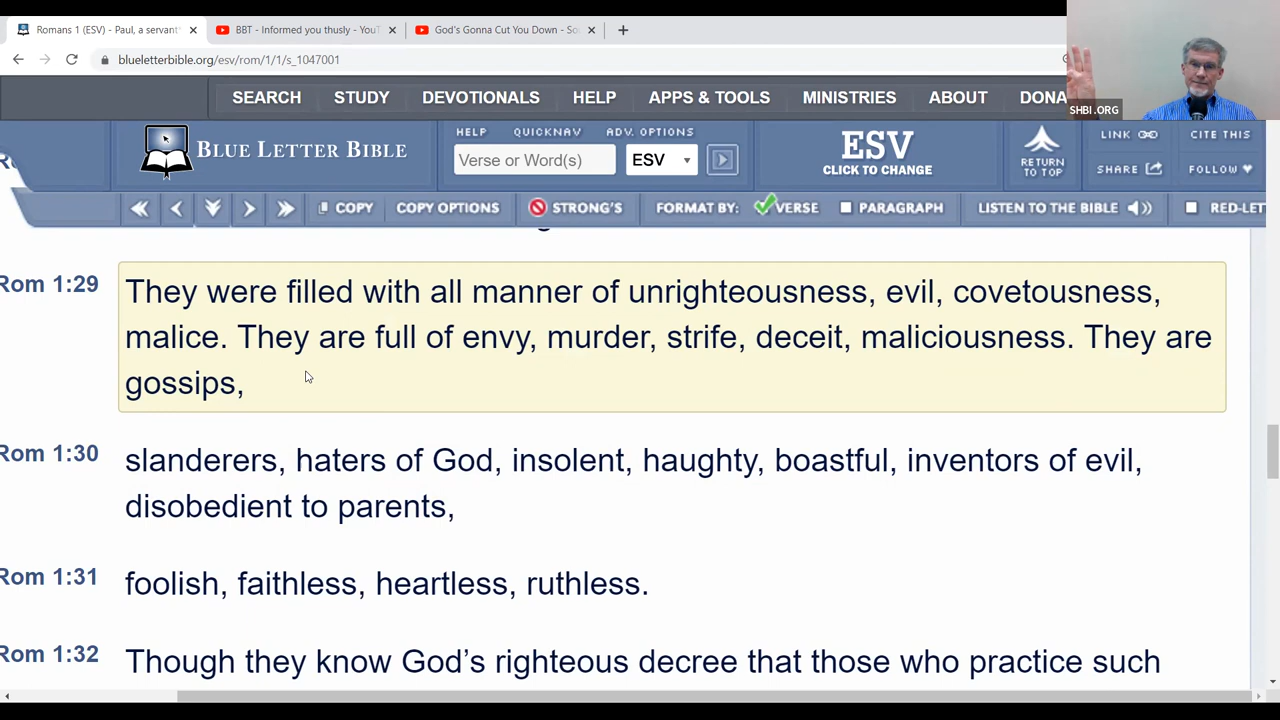 Romans 1 (ESV) - Paul, a servant
BBT - Informed you thusly - YouT
God's Gonna Cut You Down - So
blueletterbible.org/esv/rom/1/1/s_1047001
SHBI.ORG
SEARCH STUDY DEVOTIONALS HELP APPS & TOOLS MINISTRIES ABOUT DONA
BLUE LETTER BIBLE
HELP QUICKNAV ADV. OPTIONS
Verse or Word(s) ESV
ESV
CLICK TO CHANGE
RETURN
TO TOP
LINK CITE THIS
SHARE FOLLOW
COPY COPY OPTIONS STRONG'S FORMAT BY: VERSE PARAGRAPH LISTEN TO THE BIBLE RED-LET
Rom 1:29 They were filled with all manner of unrighteousness, evil, covetousness,
malice. They are full of envy, murder, strife, deceit, maliciousness. They are
gossips,
Rom 1:30 slanderers, haters of God, insolent, haughty, boastful, inventors of evil,
disobedient to parents,
Rom 1:31 foolish, faithless, heartless, ruthless.
Rom 1:32 Though they know God's righteous decree that those who practice such